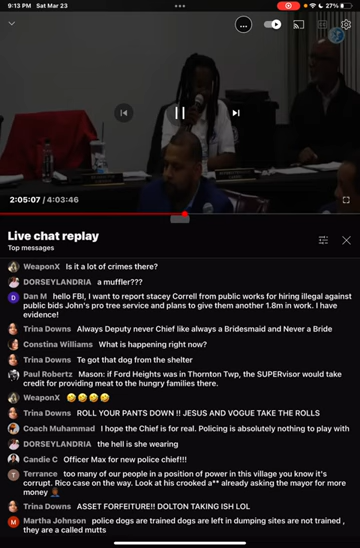 9:13 PM Sat Mar 23
27%
2:05:07 / 4:03:46
Live chat replay
Top messages
WeaponX Is it a lot of crimes there?
DORSEYLANDRIA a muffler???
D Dan M hello FBI, I want to report stacey Correll from public works for hiring illegal against
public bids John's pro tree service and plans to give them another 1.8m in work. I have
evidence!
Trina Downs Always Deputy never Chief like always a Bridesmaid and Never a Bride
Constina Williams What is happening right now?
Trina Downs Te got that dog from the shelter
Paul Robertz Mason: if Ford Heights was in Thornton Twp, the SUPERvisor would take
credit for providing meat to the hungry families there.
WeaponX 🤣🤣🤣🤣
Trina Downs ROLL YOUR PANTS DOWN !! JESUS AND VOGUE TAKE THE ROLLS
Coach Muhammad I hope the Chief is for real. Policing is absolutely nothing to play with
DORSEYLANDRIA the hell is she wearing
Candie C Officer Max for new police chief!!!
T Terrance too many of our people in a position of power in this village you know it's
corrupt. Rico case on the way. Look at his crooked a** already asking the mayor for more
money
Trina Downs ASSET FORFEITURE!! DOLTON TAKING ISH LOL
M Martha Johnson police dogs are trained dogs are left in dumping sites are not trained ,
they are a called mutts